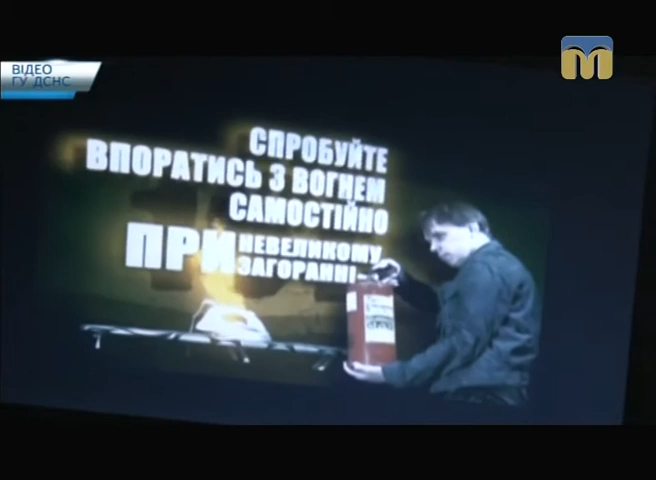 ВІДЕО
ГУ ДСНС
СПРОБУЙТЕ
ВПОРАТИСЬ З ВОГНЕМ
САМОСТІЙНО
ПРИ НЕВЕЛИКОМУ
ЗАГОРАННІ